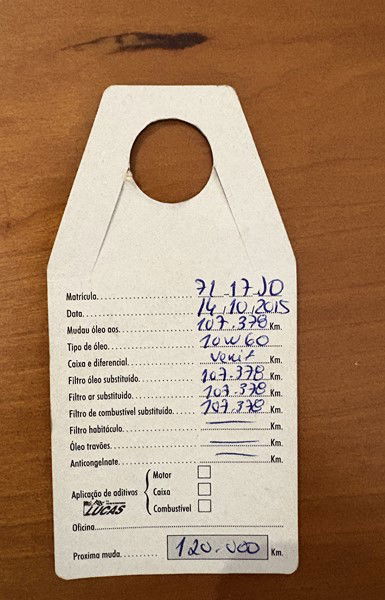 Matrícula 71-17 JD
Data 14,10,2015
Mudau óleo aos 107.378 Km.
Tipo de óleo 10W60
Caixa e diferencial Verif Km.
Filtro óleo substituído 107.378 Km.
Filtro ar substituído 107.378 Km.
Filtro de combustível substituído 107.378 Km.
Filtro habitáculo Km.
Óleo travões Km.
Anticongelnate Km.
Motor
Aplicação de aditivos Caixa
LUCAS
Combustível
Oficina
Proxima muda 120.000 Km.